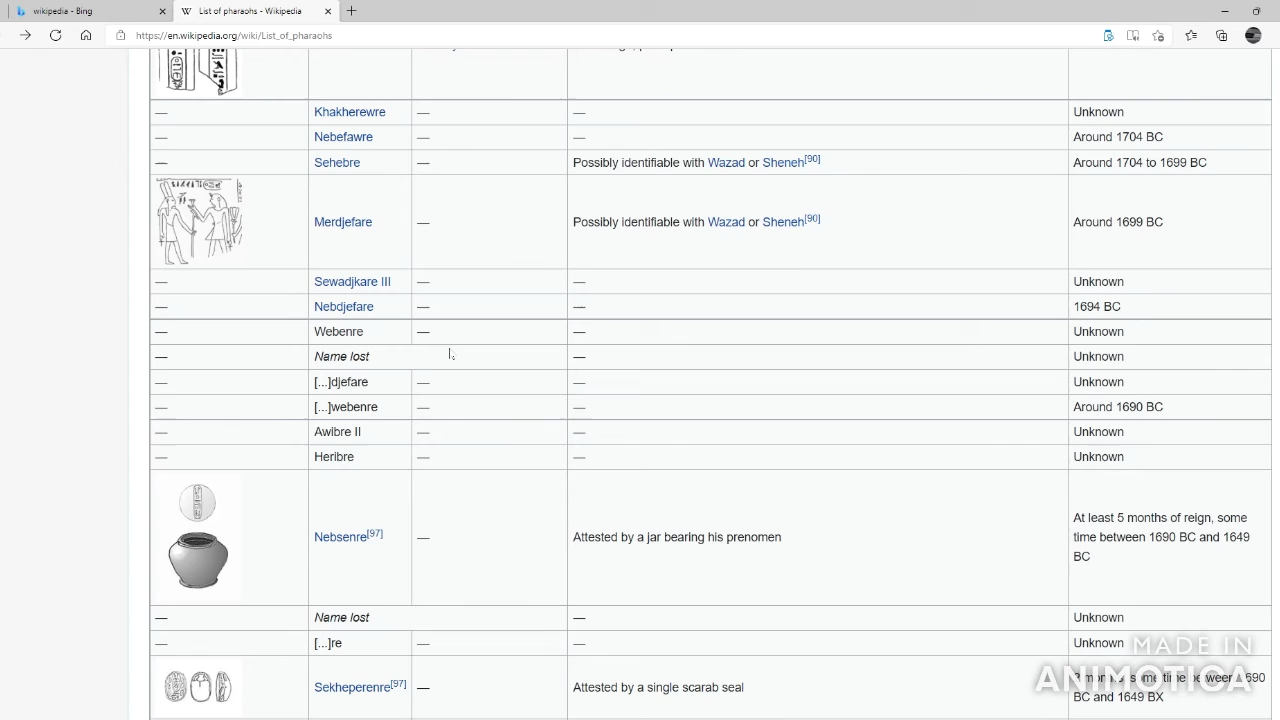 wikipedia - Bing
W List of pharaohs - Wikipedia
https://en.wikipedia.org/wiki/List_of_pharaohs
— Khakherewre — — Unknown
— Nebefawre — — Around 1704 BC
— Sehebre — Possibly identifiable with Wazad or Sheneh[90] Around 1704 to 1699 BC
Merdjefare — Possibly identifiable with Wazad or Sheneh[90] Around 1699 BC
— Sewadjkare III — — Unknown
— Nebdjefare — — 1694 BC
— Webenre — — Unknown
— Name lost — Unknown
— [...]djefare — — Unknown
— [...]webenre — — Around 1690 BC
— Awibre II — — Unknown
— Heribre — — Unknown
Nebsenre[97] — Attested by a jar bearing his prenomen
At least 5 months of reign, some
time between 1690 BC and 1649
BC
— Name lost — Unknown
— [...]re — — Unknown
Sekheperenre[97] — Attested by a single scarab seal
some time between 1690
BC and 1649 BX
MADE IN
ANIMOTICA